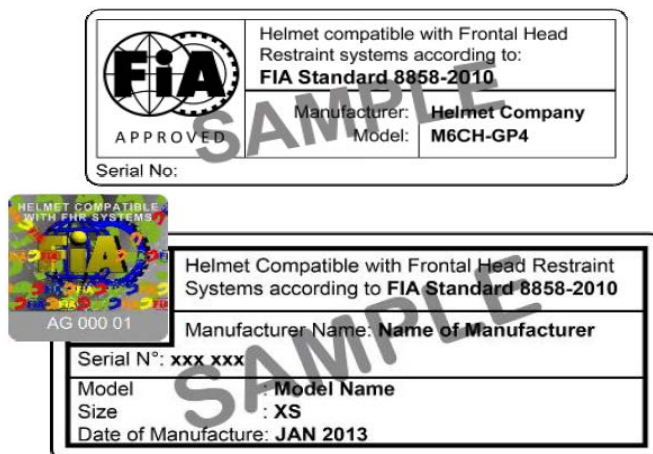 FiA
APPROVED
Helmet compatible with Frontal Head
Restraint systems according to:
FIA Standard 8858-2010
Manufacturer: Helmet Company
Model: M6CH-GP4
Serial No:
SAMPLE
HELMET COMPATIBLE
WITH FHR SYSTEMS
FiA
AG 000 01
Helmet Compatible with Frontal Head Restraint
Systems according to FIA Standard 8858-2010
Manufacturer Name: Name of Manufacturer
Serial N°: xxx xxx
Model : Model Name
Size : XS
Date of Manufacture: JAN 2013
SAMPLE